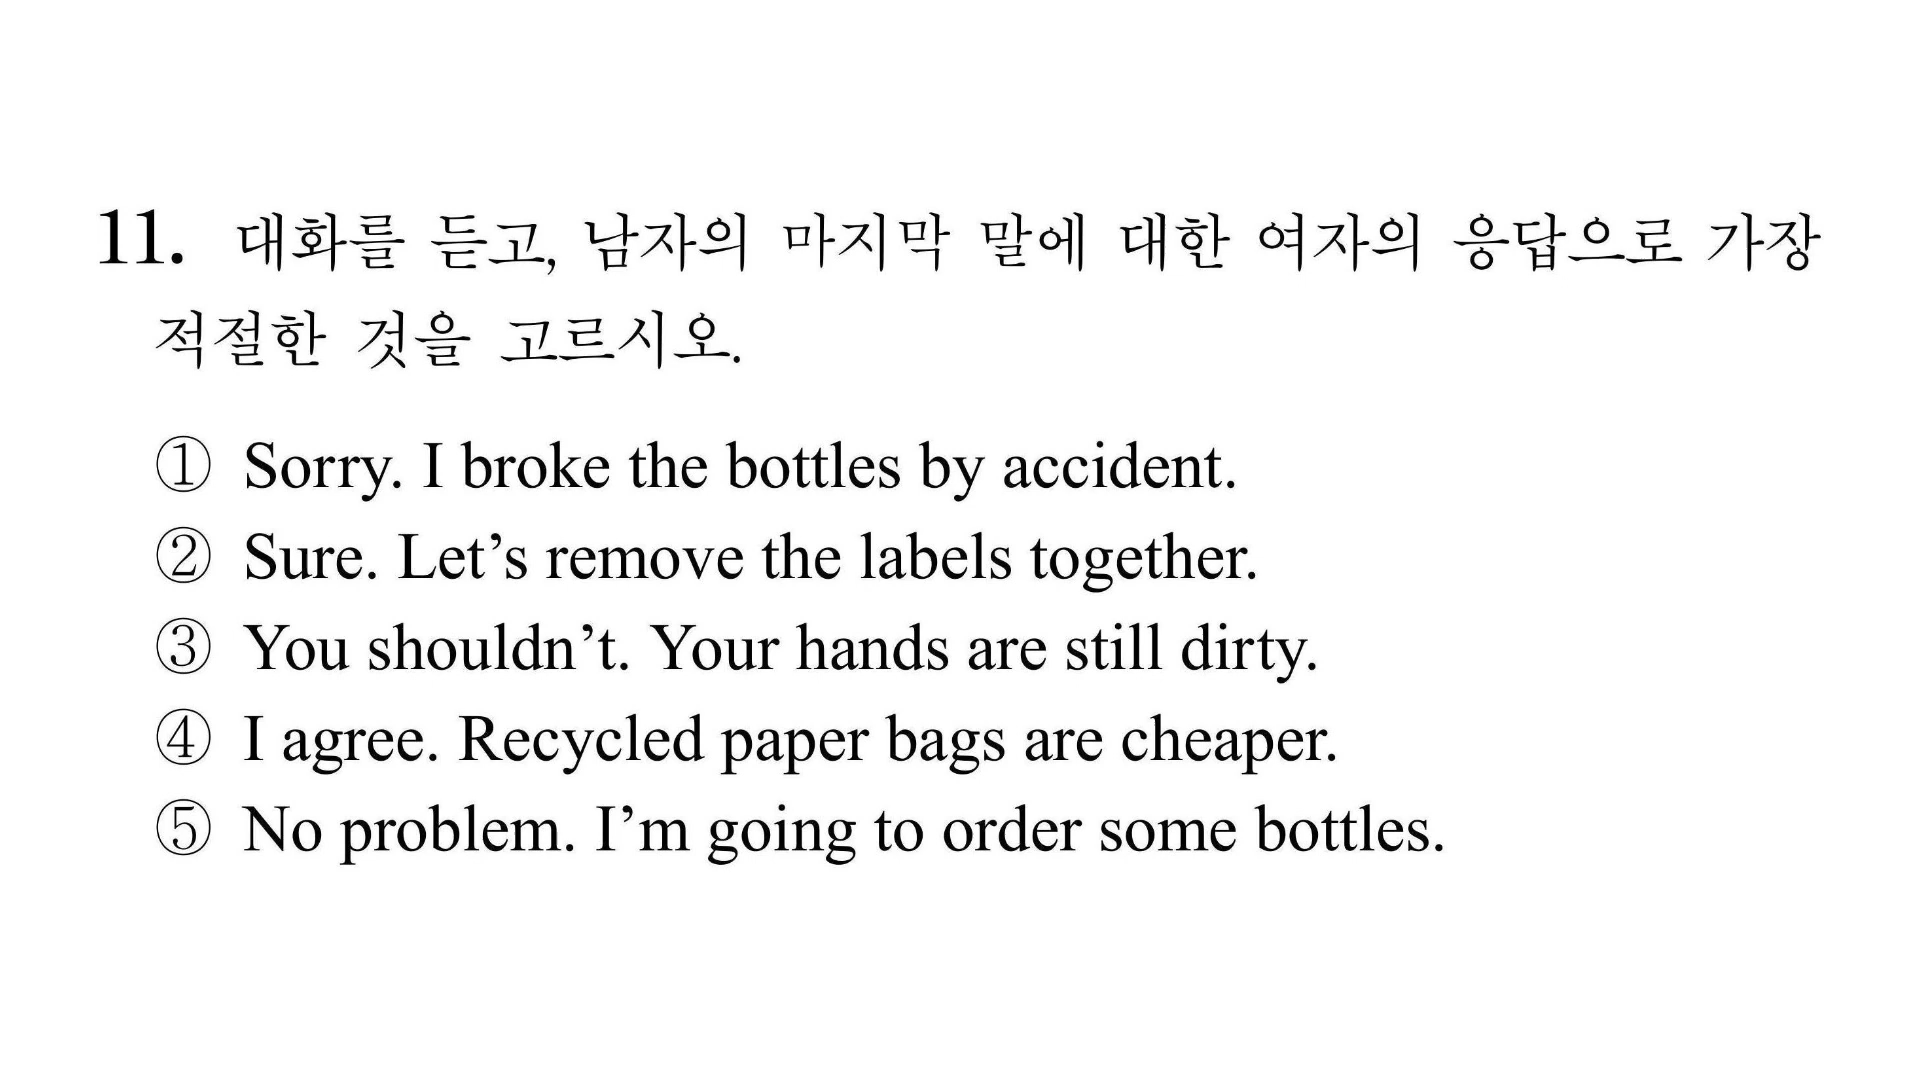 11. 대화를 듣고, 남자의 마지막 말에 대한 여자의 응답으로 가장
적절한 것을 고르시오.
① Sorry. I broke the bottles by accident.
② Sure. Let’s remove the labels together.
③ You shouldn’t. Your hands are still dirty.
④ I agree. Recycled paper bags are cheaper.
⑤ No problem. I’m going to order some bottles.